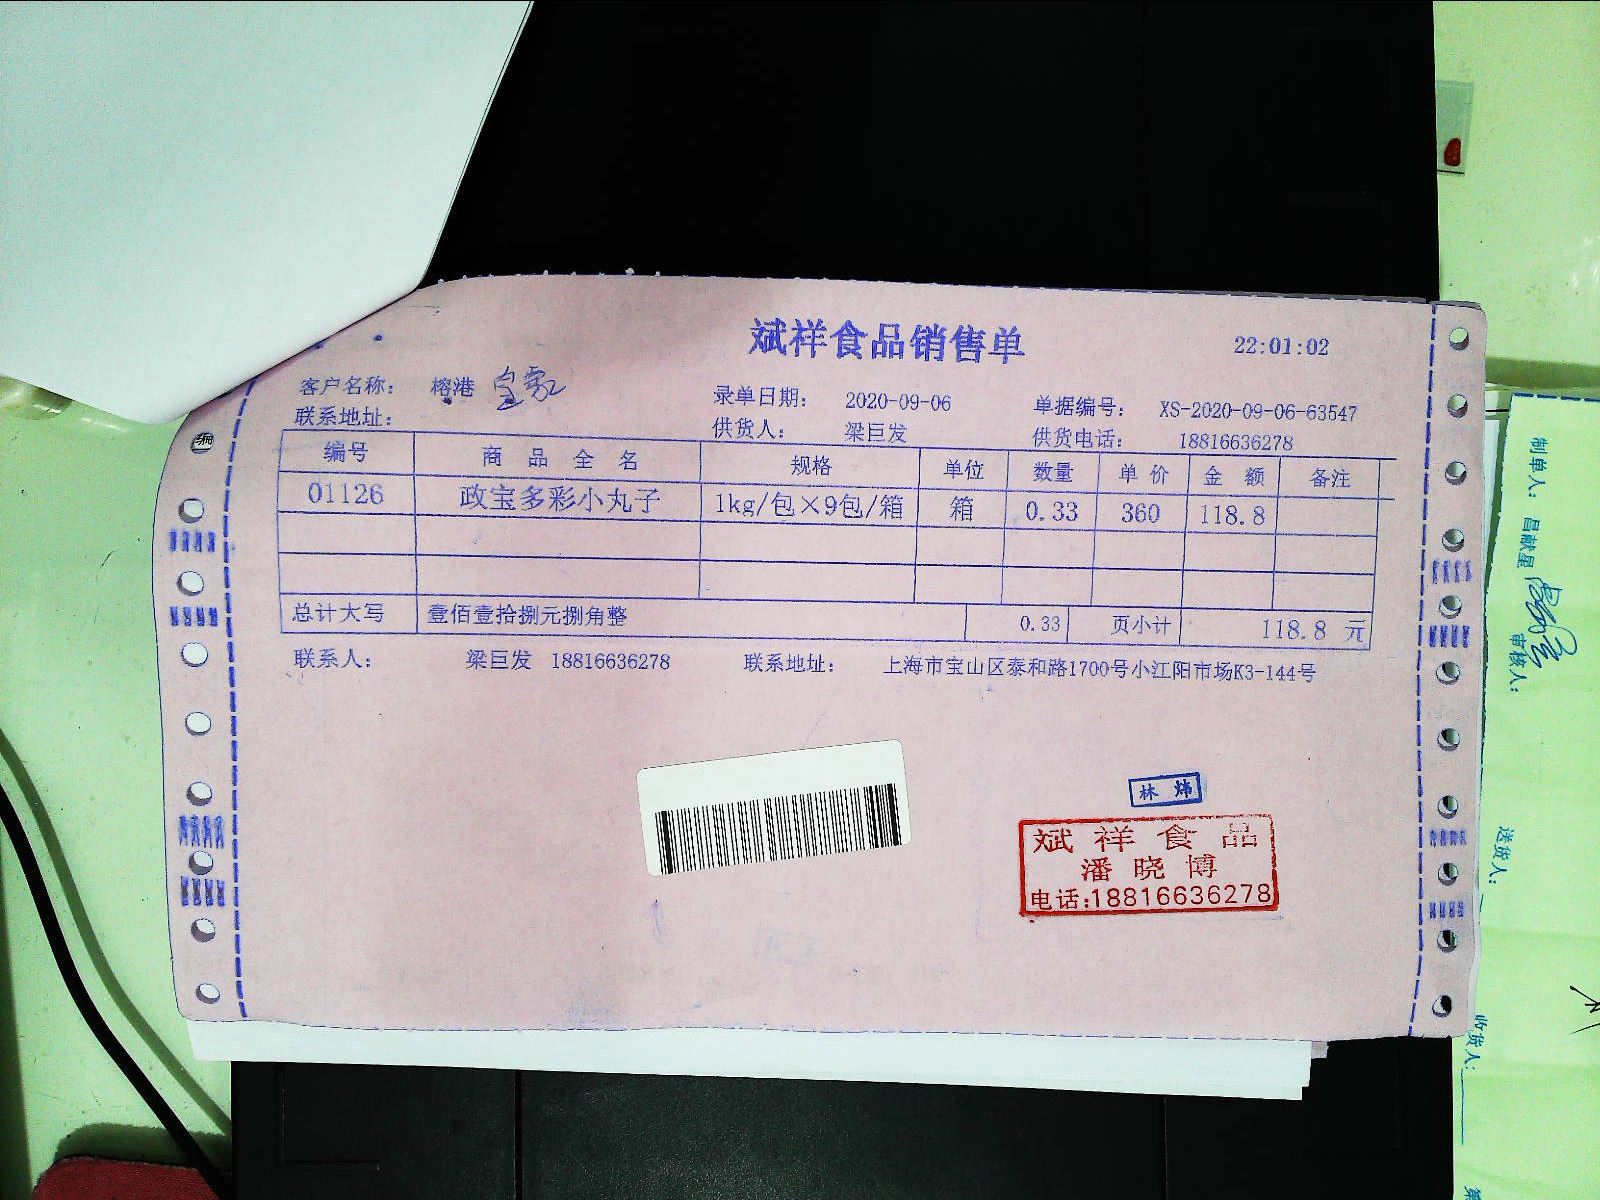 斌祥食品销售单
22:01:02
客户名称： 榕港
录单日期： 2020-09-06 单据编号： XS-2020-09-06-63547
联系地址：
供货人： 梁巨发 供货电话： 18816636278
编号 商品全名 规格 单位 数量 单价 金额 备注
01126 政宝多彩小丸子 1kg/包×9包/箱 箱 0.33 360 118.8
总计大写 壹佰壹拾捌元捌角整 0.33 页小计 118.8 元
联系人： 梁巨发 18816636278 联系地址： 上海市宝山区泰和路1700号小江阳市场K3-144号
林炜
斌祥食品
潘晓博
电话:18816636278
制单人： 昌献星
审核人：
送货人：
收货人：